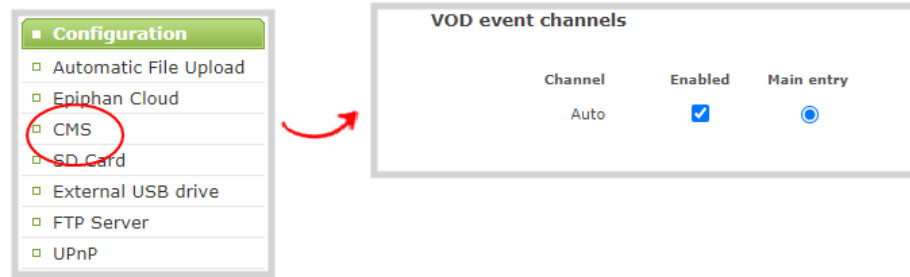 Configuration
Automatic File Upload
Epiphan Cloud
CMS
SD Card
External USB drive
FTP Server
UPnP
VOD event channels
Channel Enabled Main entry
Auto